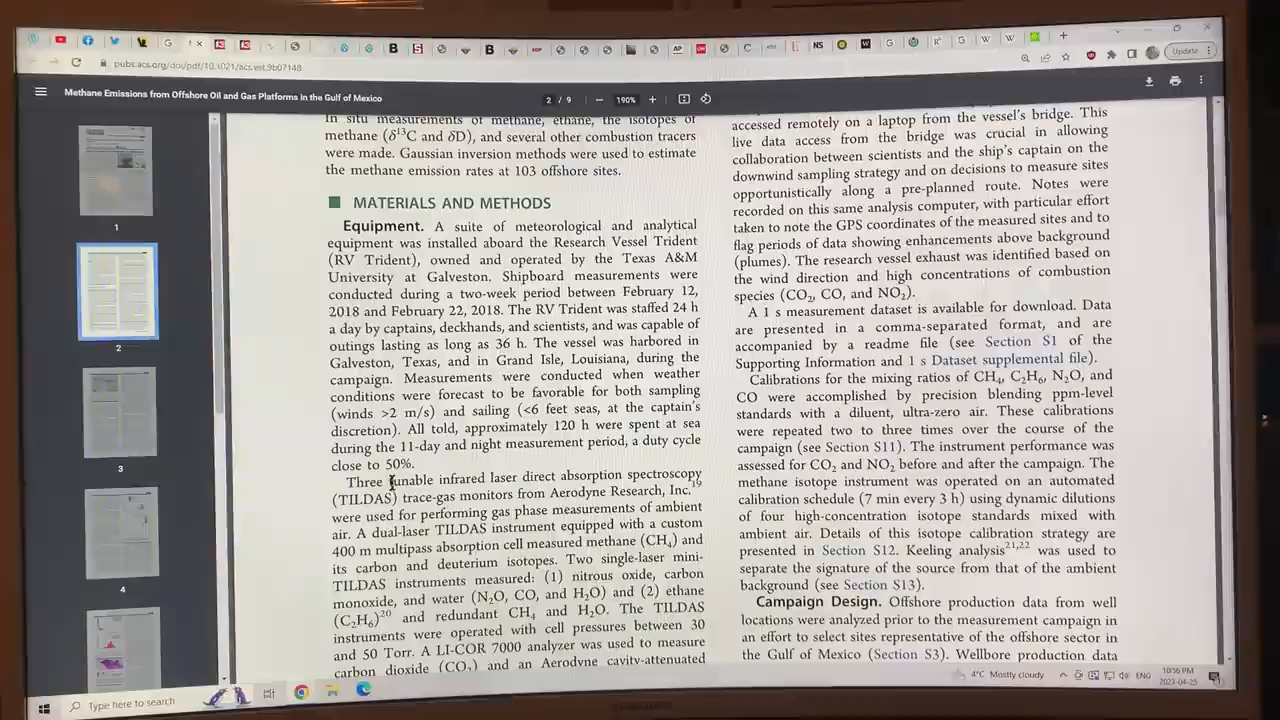 Update
pubs.acs.org/doi/pdf/10.1021/acs.est.9b07148
Methane Emissions from Offshore Oil and Gas Platforms in the Gulf of Mexico
2 / 9
190%
1
2
3
4
In situ measurements of methane, ethane, the isotopes of
methane (δ¹³C and δD), and several other combustion tracers
were made. Gaussian inversion methods were used to estimate
the methane emission rates at 103 offshore sites.
MATERIALS AND METHODS
Equipment. A suite of meteorological and analytical
equipment was installed aboard the Research Vessel Trident
(RV Trident), owned and operated by the Texas A&M
University at Galveston. Shipboard measurements were
conducted during a two-week period between February 12,
2018 and February 22, 2018. The RV Trident was staffed 24 h
a day by captains, deckhands, and scientists, and was capable of
outings lasting as long as 36 h. The vessel was harbored in
Galveston, Texas, and in Grand Isle, Louisiana, during the
campaign. Measurements were conducted when weather
conditions were forecast to be favorable for both sampling
(winds >2 m/s) and sailing (<6 feet seas, at the captain's
discretion). All told, approximately 120 h were spent at sea
during the 11-day and night measurement period, a duty cycle
close to 50%.
Three tunable infrared laser direct absorption spectroscopy
(TILDAS) trace-gas monitors from Aerodyne Research, Inc.¹⁹
were used for performing gas phase measurements of ambient
air. A dual-laser TILDAS instrument equipped with a custom
400 m multipass absorption cell measured methane (CH₄) and
its carbon and deuterium isotopes. Two single-laser mini-
TILDAS instruments measured: (1) nitrous oxide, carbon
monoxide, and water (N₂O, CO, and H₂O) and (2) ethane
(C₂H₆)²⁰ and redundant CH₄ and H₂O. The TILDAS
instruments were operated with cell pressures between 30
and 50 Torr. A LI-COR 7000 analyzer was used to measure
carbon dioxide (CO₂) and an Aerodyne cavity-attenuated
accessed remotely on a laptop from the vessel's bridge. This
live data access from the bridge was crucial in allowing
collaboration between scientists and the ship's captain on the
downwind sampling strategy and on decisions to measure sites
opportunistically along a pre-planned route. Notes were
recorded on this same analysis computer, with particular effort
taken to note the GPS coordinates of the measured sites and to
flag periods of data showing enhancements above background
(plumes). The research vessel exhaust was identified based on
the wind direction and high concentrations of combustion
species (CO₂, CO, and NO₂).
A 1 s measurement dataset is available for download. Data
are presented in a comma-separated format, and are
accompanied by a readme file (see Section S1 of the
Supporting Information and 1 s Dataset supplemental file).
Calibrations for the mixing ratios of CH₄, C₂H₆, N₂O, and
CO were accomplished by precision blending ppm-level
standards with a diluent, ultra-zero air. These calibrations
were repeated two to three times over the course of the
campaign (see Section S11). The instrument performance was
assessed for CO₂ and NO₂ before and after the campaign. The
methane isotope instrument was operated on an automated
calibration schedule (7 min every 3 h) using dynamic dilutions
of four high-concentration isotope standards mixed with
ambient air. Details of this isotope calibration strategy are
presented in Section S12. Keeling analysis²¹,²² was used to
separate the signature of the source from that of the ambient
background (see Section S13).
Campaign Design. Offshore production data from well
locations were analyzed prior to the measurement campaign in
an effort to select sites representative of the offshore sector in
the Gulf of Mexico (Section S3). Wellbore production data
Type here to search
4°C Mostly cloudy
ENG
10:56 PM
2023-04-25